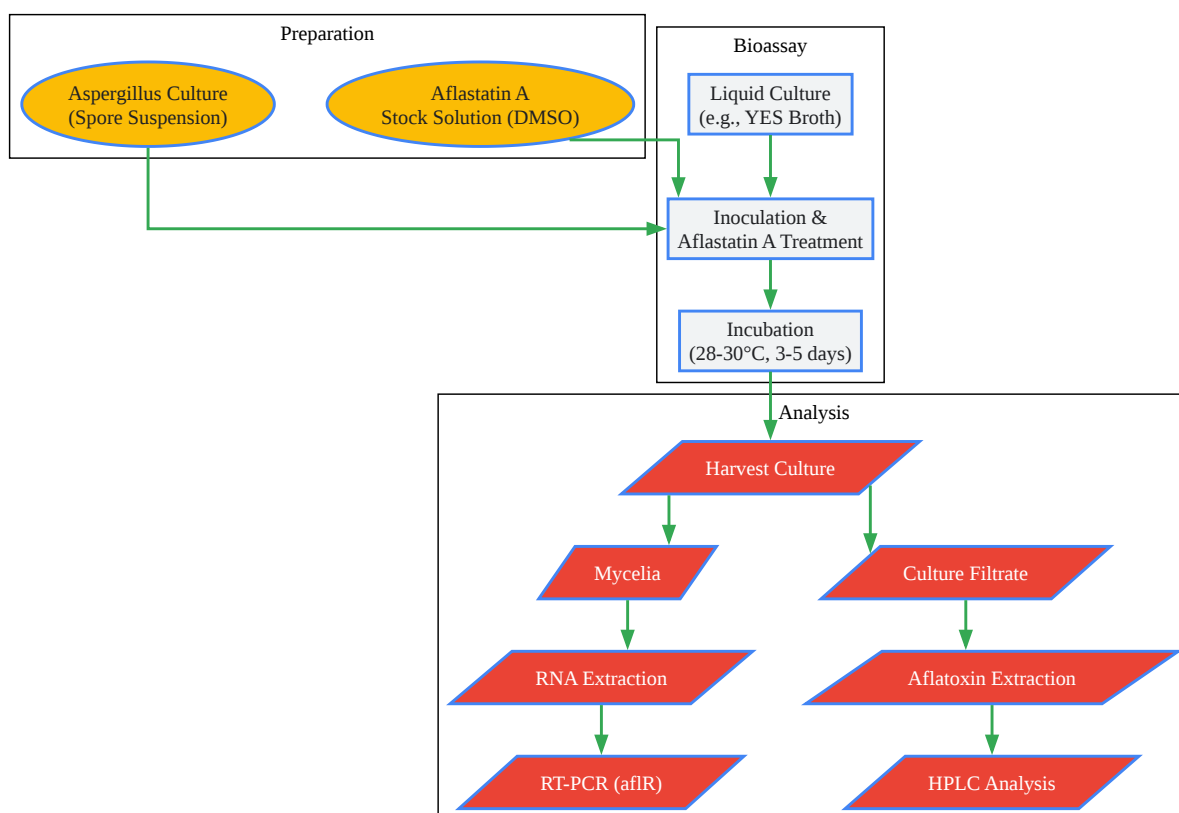 Preparation
Aspergillus Culture
(Spore Suspension)
Aflastatin A
Stock Solution (DMSO)
Bioassay
Liquid Culture
(e.g., YES Broth)
Inoculation &
Aflastatin A Treatment
Incubation
(28-30°C, 3-5 days)
Analysis
Harvest Culture
Mycelia
Culture Filtrate
RNA Extraction
Aflatoxin Extraction
RT-PCR (aflR)
HPLC Analysis